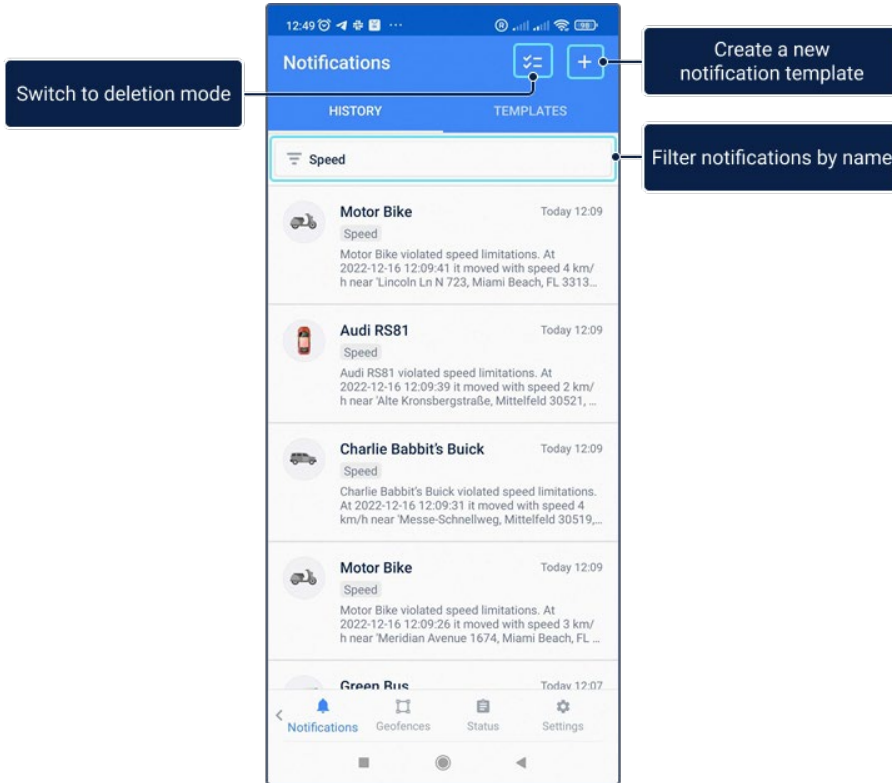 12:49
98
Notifications
Create a new
notification template
Switch to deletion mode
HISTORY
TEMPLATES
Speed
Filter notifications by name
Motor Bike
Today 12:09
Speed
Motor Bike violated speed limitations. At
2022-12-16 12:09:41 it moved with speed 4 km/
h near 'Lincoln Ln N 723, Miami Beach, FL 3313...
Audi RS81
Today 12:09
Speed
Audi RS81 violated speed limitations. At
2022-12-16 12:09:39 it moved with speed 2 km/
h near 'Alte Kronsbergstraße, Mittelfeld 30521, ...
Charlie Babbit's Buick
Today 12:09
Speed
Charlie Babbit's Buick violated speed limitations.
At 2022-12-16 12:09:31 it moved with speed 4
km/h near 'Messe-Schnellweg, Mittelfeld 30519,...
Motor Bike
Today 12:09
Speed
Motor Bike violated speed limitations. At
2022-12-16 12:09:26 it moved with speed 3 km/
h near 'Meridian Avenue 1674, Miami Beach, FL ...
Green Bus
Today 12:07
Notifications
Geofences
Status
Settings